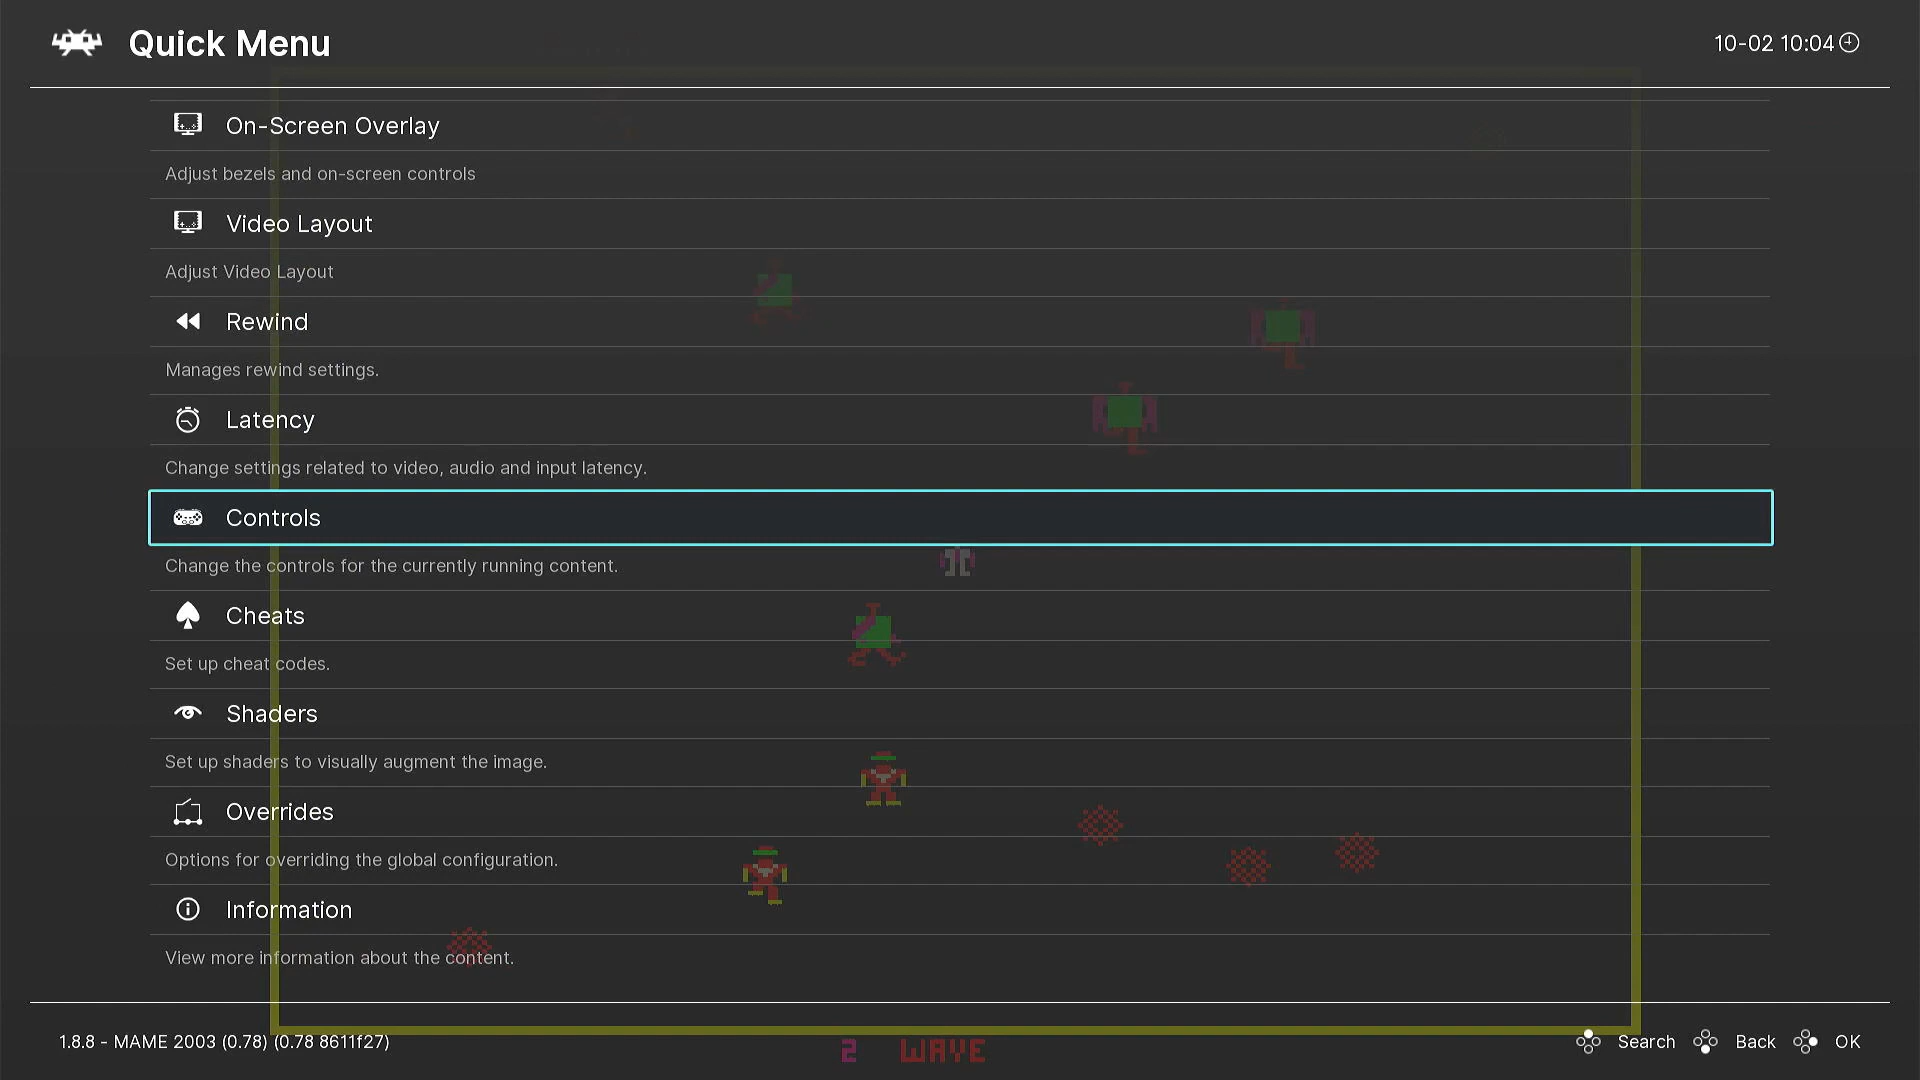 Quick Menu
10-02 10:04
On-Screen Overlay
Adjust bezels and on-screen controls
Video Layout
Adjust Video Layout
Rewind
Manages rewind settings.
Latency
Change settings related to video, audio and input latency.
Controls
Change the controls for the currently running content.
Cheats
Set up cheat codes.
Shaders
Set up shaders to visually augment the image.
Overrides
Options for overriding the global configuration.
Information
View more information about the content.
1.8.8 - MAME 2003 (0.78) (0.78 8611f27)
2 WAVE
Search Back OK